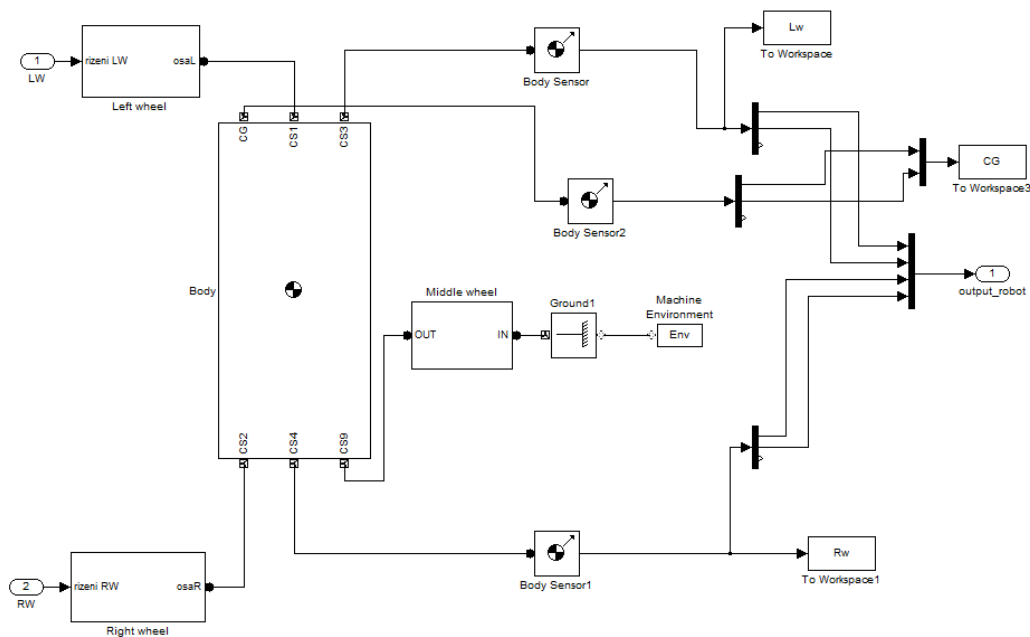 1
LW
rizeni LW
osaL
Left wheel
Body Sensor
Lw
To Workspace
CG
CS1
CS3
CG
To Workspace3
Body Sensor2
Body
Middle wheel
OUT
IN
Ground1
Machine
Environment
Env
1
output_robot
CS2
CS4
CS9
Body Sensor1
Rw
To Workspace1
2
RW
rizeni RW
osaR
Right wheel